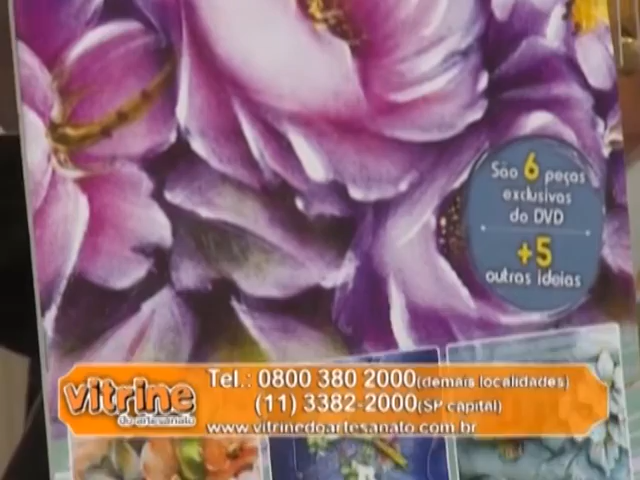 São 6 peças
exclusivas
do DVD
+5
outras ideias
vitrine
do artesanato
Tel.: 0800 380 2000(demais localidades)
(11) 3382-2000(SP capital)
www.vitrinedoartesanato.com.br